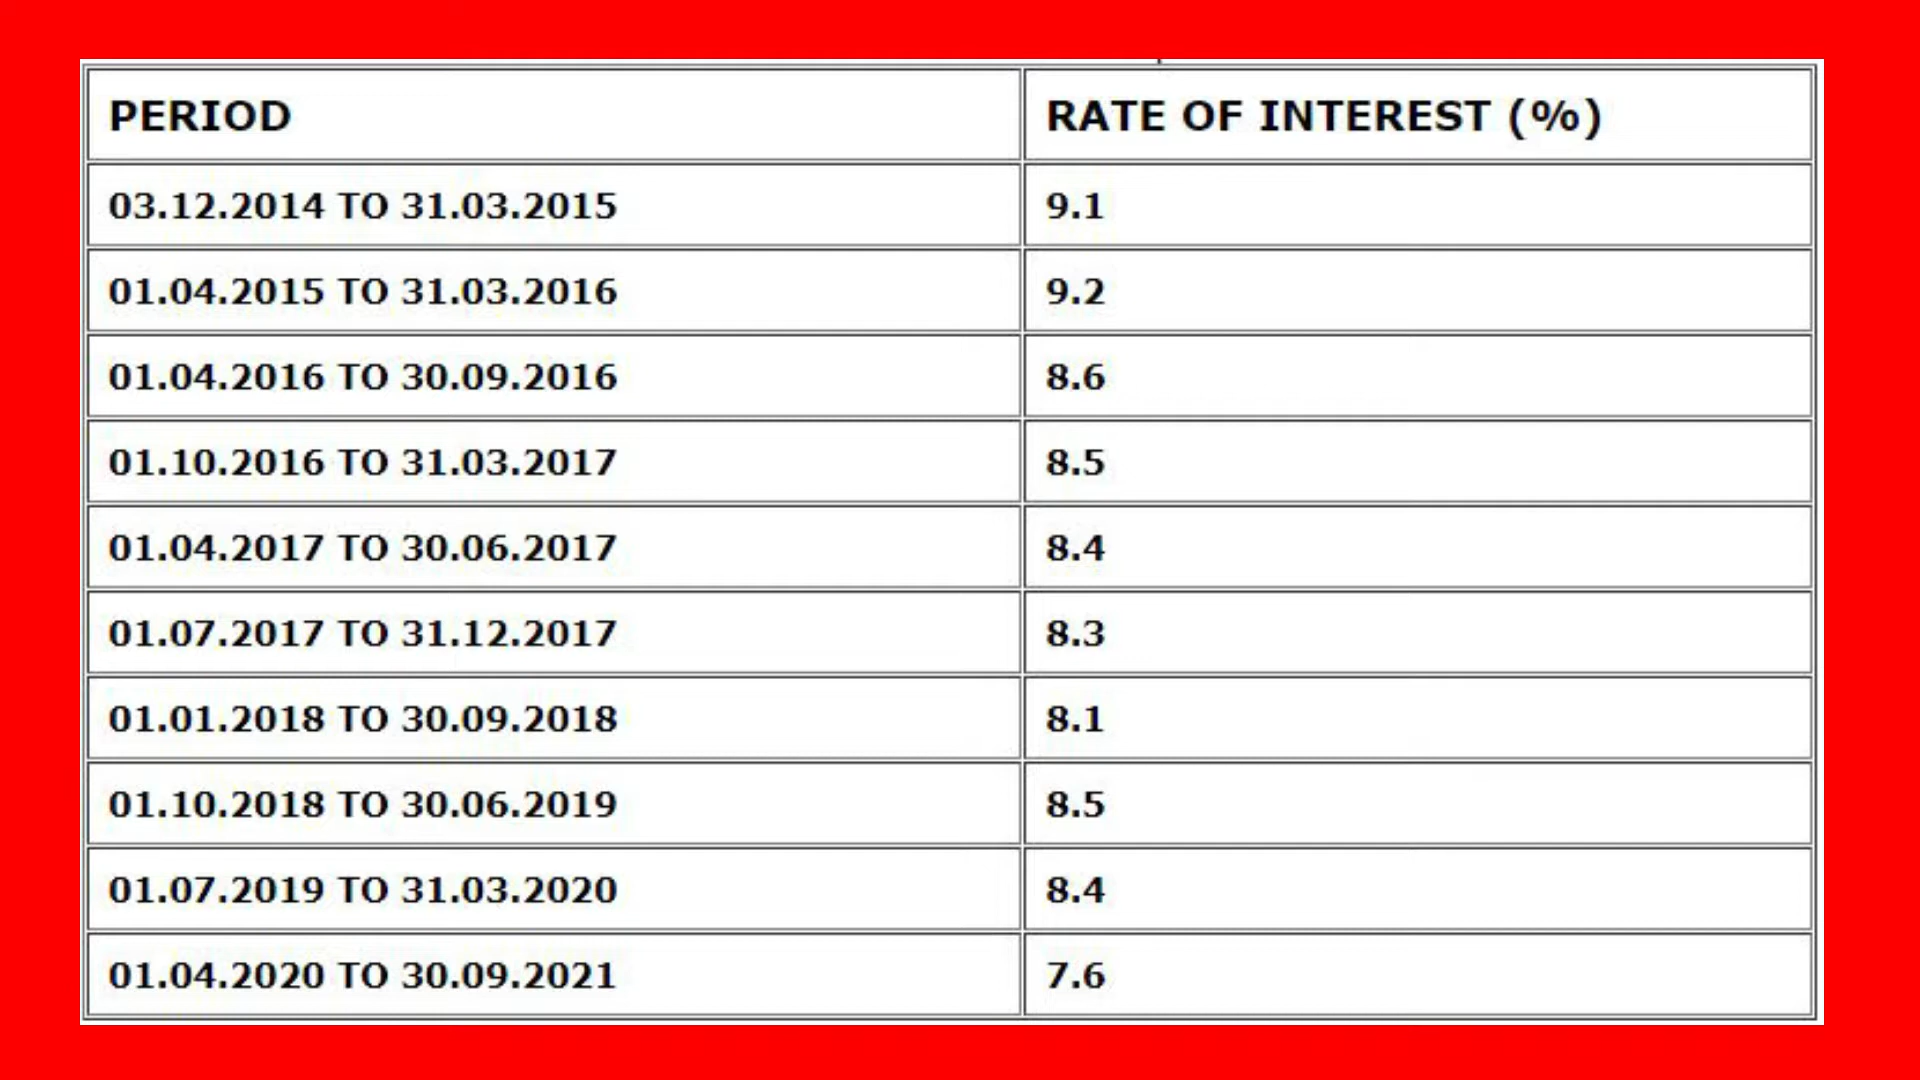 PERIOD RATE OF INTEREST (%)
03.12.2014 TO 31.03.2015 9.1
01.04.2015 TO 31.03.2016 9.2
01.04.2016 TO 30.09.2016 8.6
01.10.2016 TO 31.03.2017 8.5
01.04.2017 TO 30.06.2017 8.4
01.07.2017 TO 31.12.2017 8.3
01.01.2018 TO 30.09.2018 8.1
01.10.2018 TO 30.06.2019 8.5
01.07.2019 TO 31.03.2020 8.4
01.04.2020 TO 30.09.2021 7.6